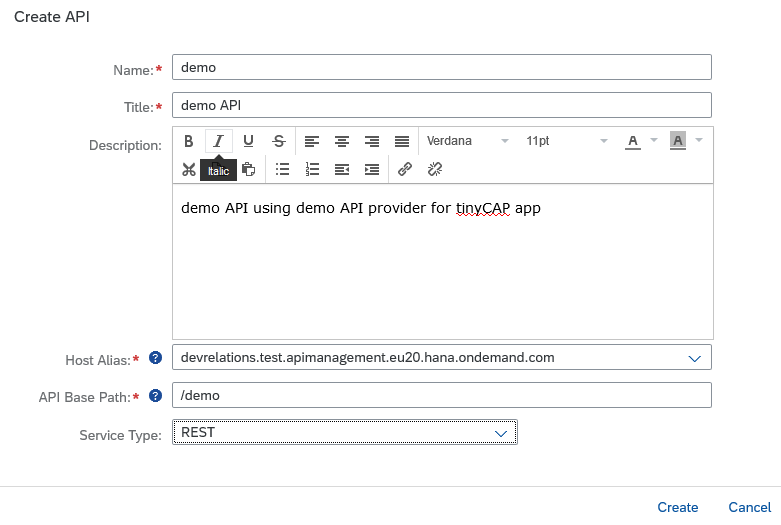 Create API
Name:*
demo
Title:*
demo API
Description:
B I U S Verdana 11pt A A
Italic
demo API using demo API provider for tinyCAP app
Host Alias:* ?
devrelations.test.apimanagement.eu20.hana.ondemand.com
API Base Path:* ?
/demo
Service Type:
REST
Create Cancel